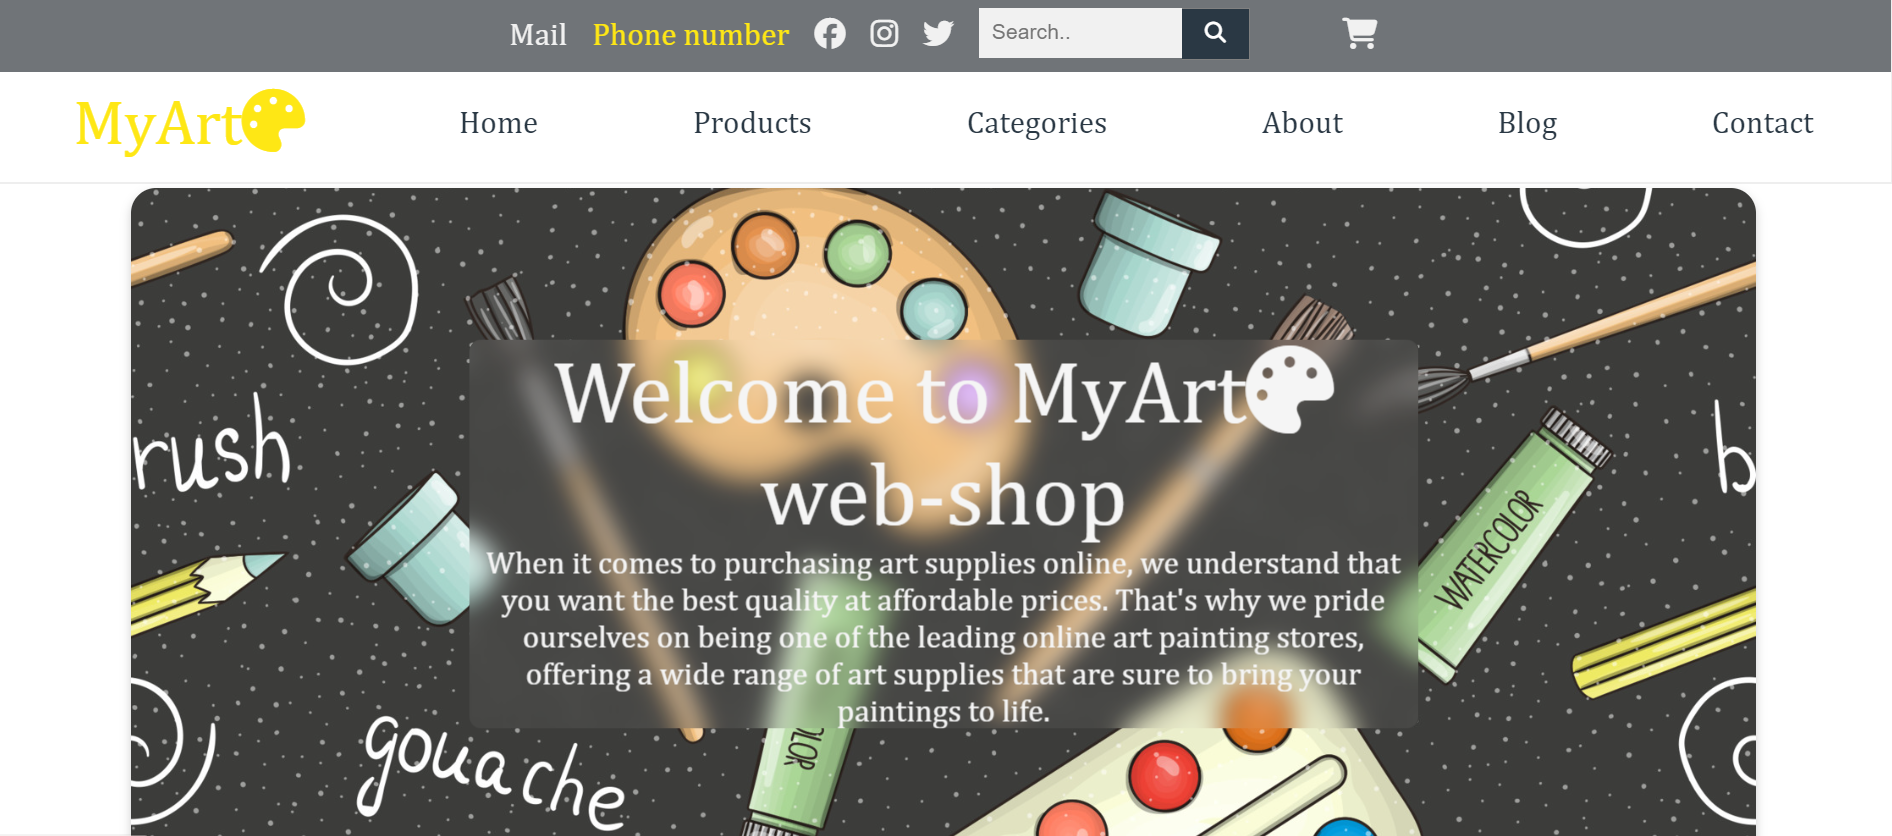 Mail Phone number Search..
MyArt Home Products Categories About Blog Contact
Welcome to MyArt
web-shop
When it comes to purchasing art supplies online, we understand that
you want the best quality at affordable prices. That's why we pride
ourselves on being one of the leading online art painting stores,
offering a wide range of art supplies that are sure to bring your
paintings to life.
rush
b
WATERCOLOR
OLOR
gouache